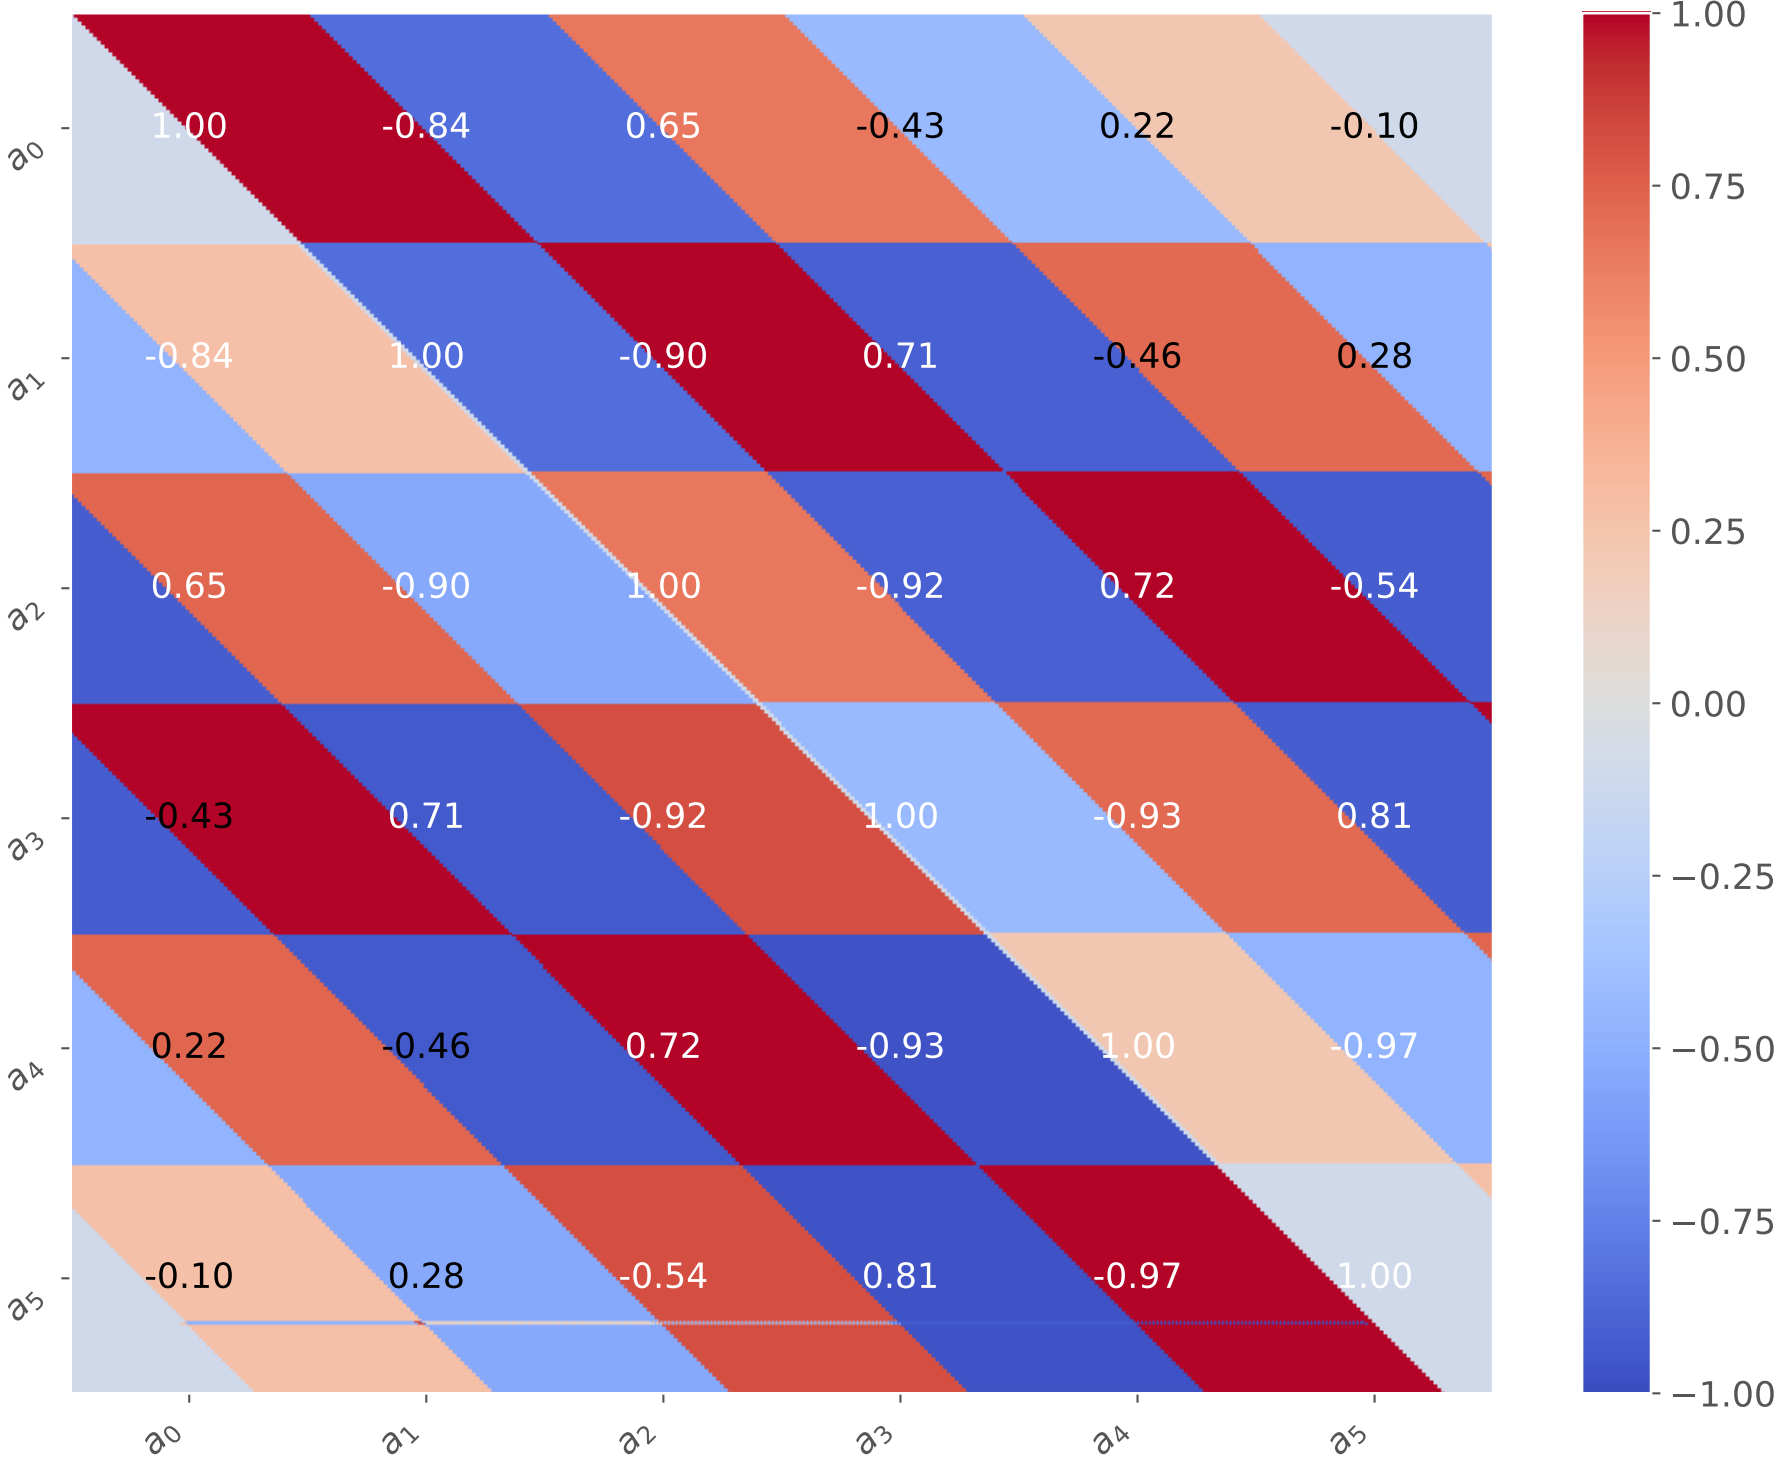 1.00
a0 1.00 -0.84 0.65 -0.43 0.22 -0.10
0.75
a1 -0.84 1.00 -0.90 0.71 -0.46 0.28
0.50
0.25
a2 0.65 -0.90 1.00 -0.92 0.72 -0.54
0.00
a3 -0.43 0.71 -0.92 1.00 -0.93 0.81
−0.25
a4 0.22 -0.46 0.72 -0.93 1.00 -0.97
−0.50
−0.75
a5 -0.10 0.28 -0.54 0.81 -0.97 1.00
−1.00
a0 a1 a2 a3 a4 a5